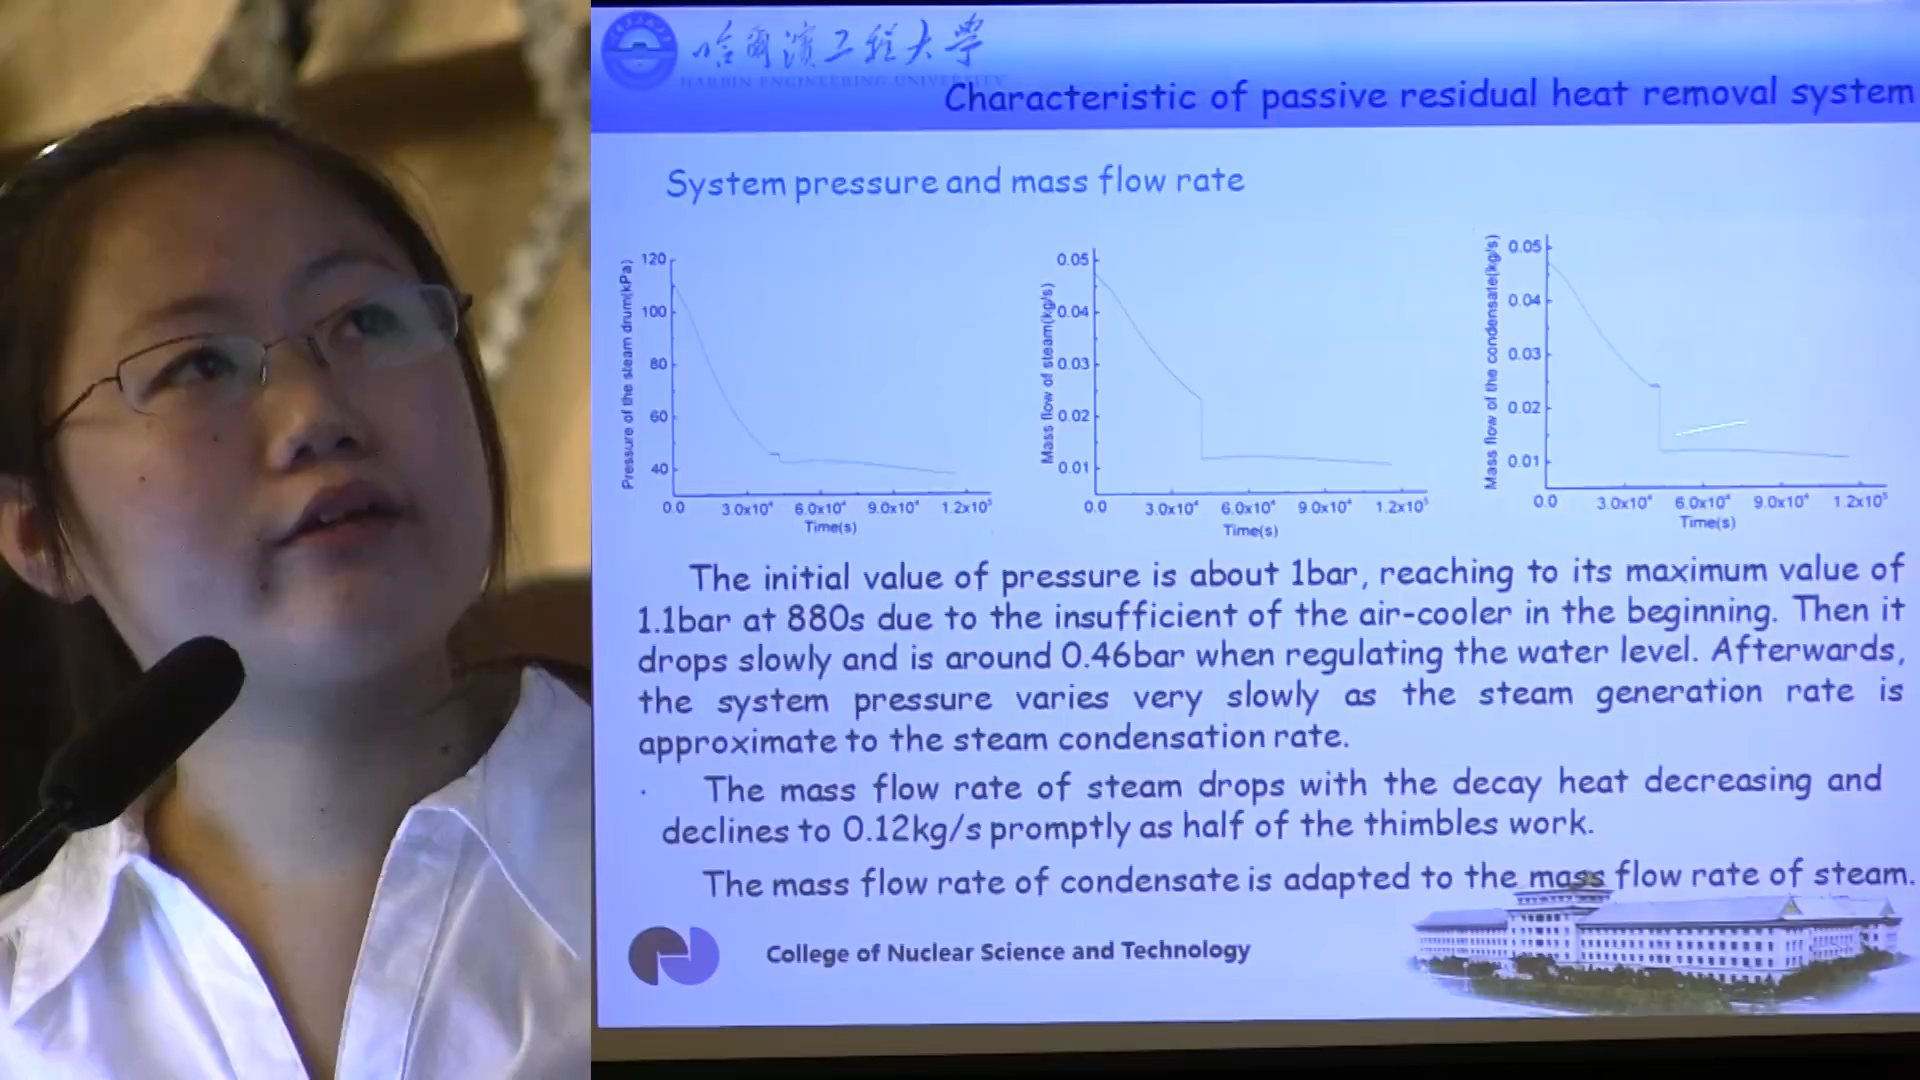 哈爾濱工程大學
HARBIN ENGINEERING UNIVERSITY
Characteristic of passive residual heat removal system
System pressure and mass flow rate
Pressure of the steam drum(kPa)
120
100
80
60
40
0.0 3.0x10⁴ 6.0x10⁴ 9.0x10⁴ 1.2x10⁵
Time(s)
Mass flow of steam(kg/s)
0.05
0.04
0.03
0.02
0.01
0.0 3.0x10⁴ 6.0x10⁴ 9.0x10⁴ 1.2x10⁵
Time(s)
Mass flow of the condensate(kg/s)
0.05
0.04
0.03
0.02
0.01
0.0 3.0x10⁴ 6.0x10⁴ 9.0x10⁴ 1.2x10⁵
Time(s)
The initial value of pressure is about 1bar, reaching to its maximum value of
1.1bar at 880s due to the insufficient of the air-cooler in the beginning. Then it
drops slowly and is around 0.46bar when regulating the water level. Afterwards,
the system pressure varies very slowly as the steam generation rate is
approximate to the steam condensation rate.
The mass flow rate of steam drops with the decay heat decreasing and
declines to 0.12kg/s promptly as half of the thimbles work.
The mass flow rate of condensate is adapted to the mass flow rate of steam.
College of Nuclear Science and Technology